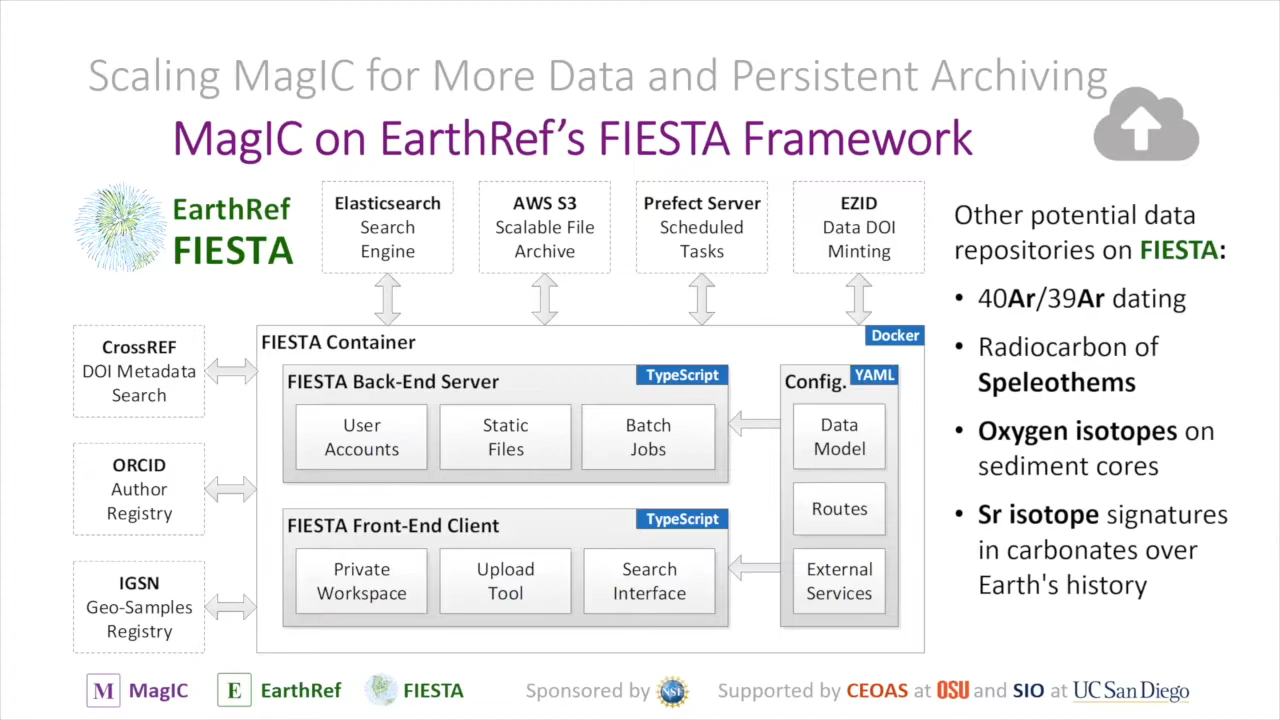 Scaling MagIC for More Data and Persistent Archiving
MagIC on EarthRef's FIESTA Framework
EarthRef
FIESTA
Elasticsearch
Search
Engine
AWS S3
Scalable File
Archive
Prefect Server
Scheduled
Tasks
EZID
Data DOI
Minting
CrossREF
DOI Metadata
Search
ORCID
Author
Registry
IGSN
Geo-Samples
Registry
FIESTA Container
Docker
FIESTA Back-End Server
TypeScript
User
Accounts
Static
Files
Batch
Jobs
FIESTA Front-End Client
TypeScript
Private
Workspace
Upload
Tool
Search
Interface
Config.
YAML
Data
Model
Routes
External
Services
Other potential data
repositories on FIESTA:
• 40Ar/39Ar dating
• Radiocarbon of
Speleothems
• Oxygen isotopes on
sediment cores
• Sr isotope signatures
in carbonates over
Earth's history
M MagIC
E EarthRef
FIESTA
Sponsored by NSF
Supported by CEOAS at OSU and SIO at UC San Diego